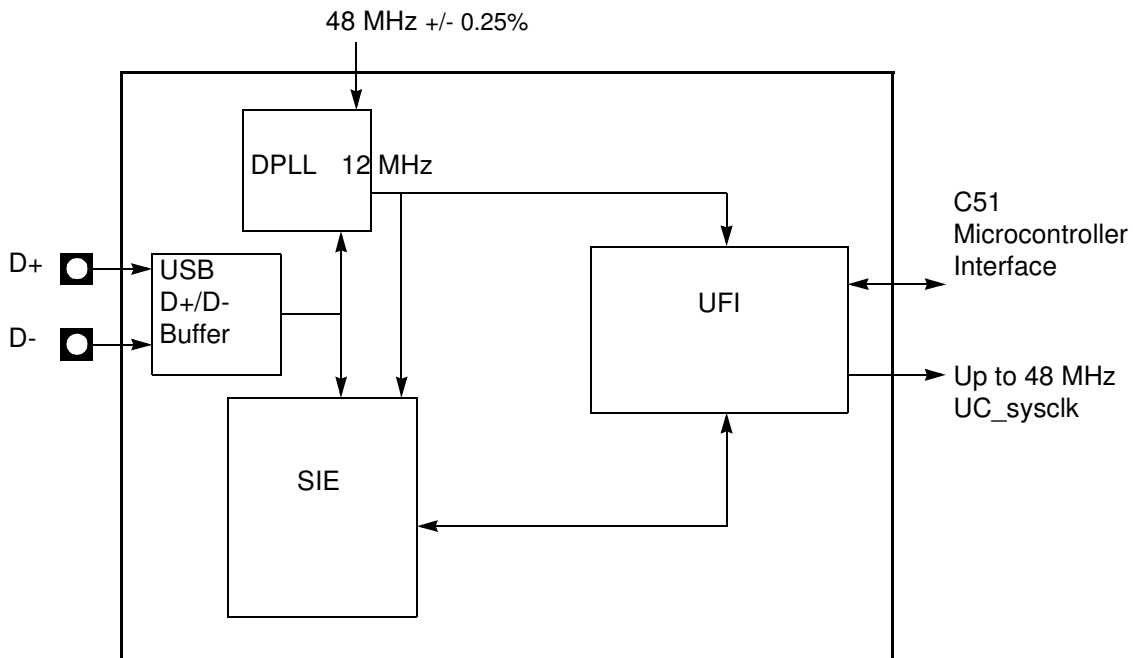 48 MHz +/- 0.25%
DPLL 12 MHz
D+
D-
USB
D+/D-
Buffer
UFI
C51
Microcontroller
Interface
Up to 48 MHz
UC_sysclk
SIE